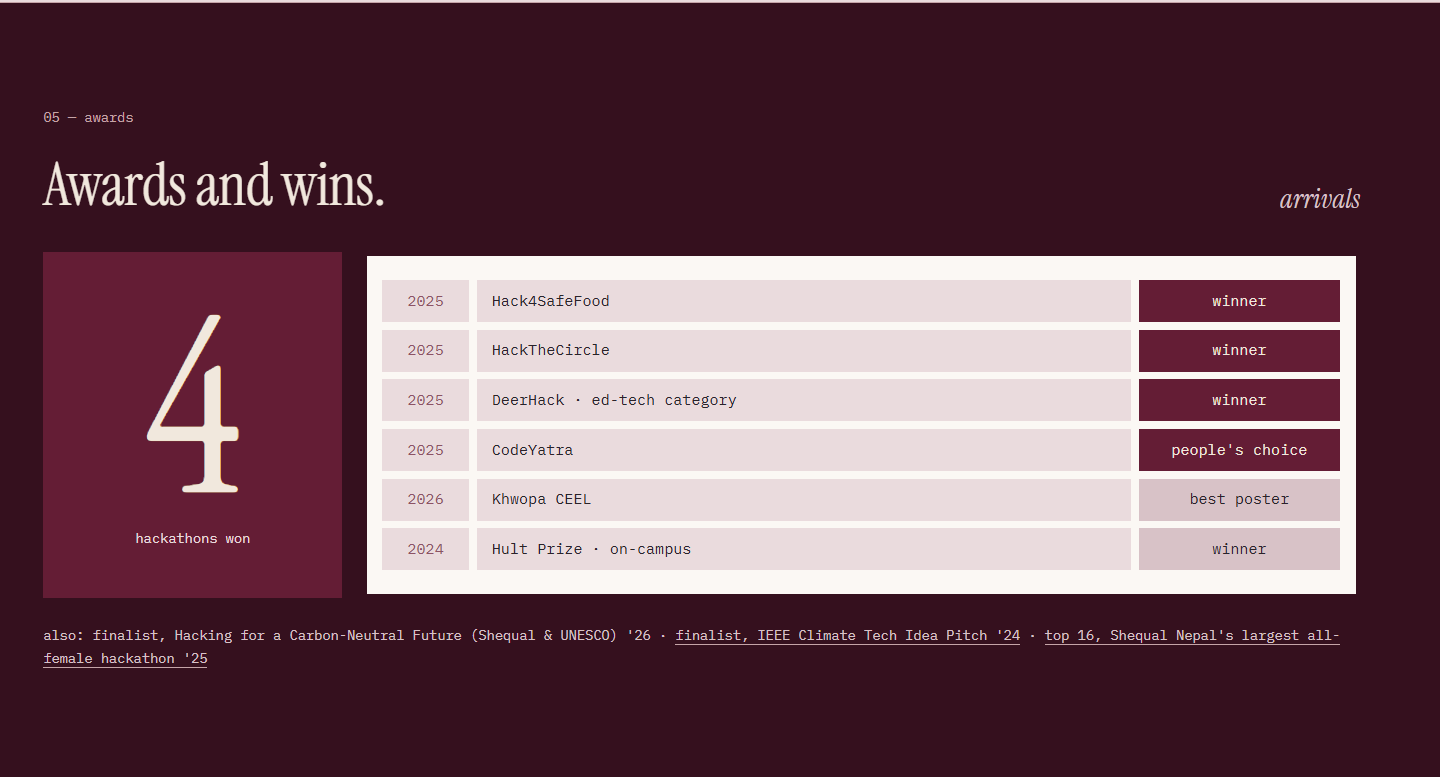 05 — awards
Awards and wins.
arrivals
4
hackathons won
2025 Hack4SafeFood winner
2025 HackTheCircle winner
2025 DeerHack · ed-tech category winner
2025 CodeYatra people's choice
2026 Khwopa CEEL best poster
2024 Hult Prize · on-campus winner
also: finalist, Hacking for a Carbon-Neutral Future (Shequal & UNESCO) '26 · finalist, IEEE Climate Tech Idea Pitch '24 · top 16, Shequal Nepal's largest all-
female hackathon '25